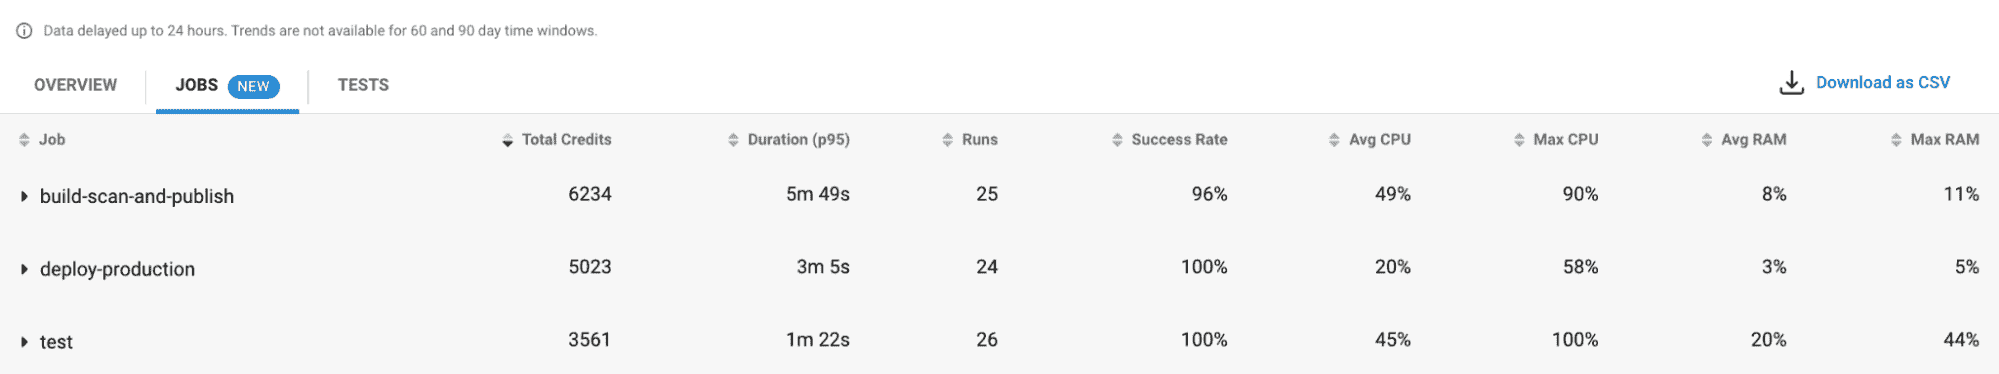 Data delayed up to 24 hours. Trends are not available for 60 and 90 day time windows.
OVERVIEW JOBS NEW TESTS Download as CSV
Job Total Credits Duration (p95) Runs Success Rate Avg CPU Max CPU Avg RAM Max RAM
build-scan-and-publish 6234 5m 49s 25 96% 49% 90% 8% 11%
deploy-production 5023 3m 5s 24 100% 20% 58% 3% 5%
test 3561 1m 22s 26 100% 45% 100% 20% 44%